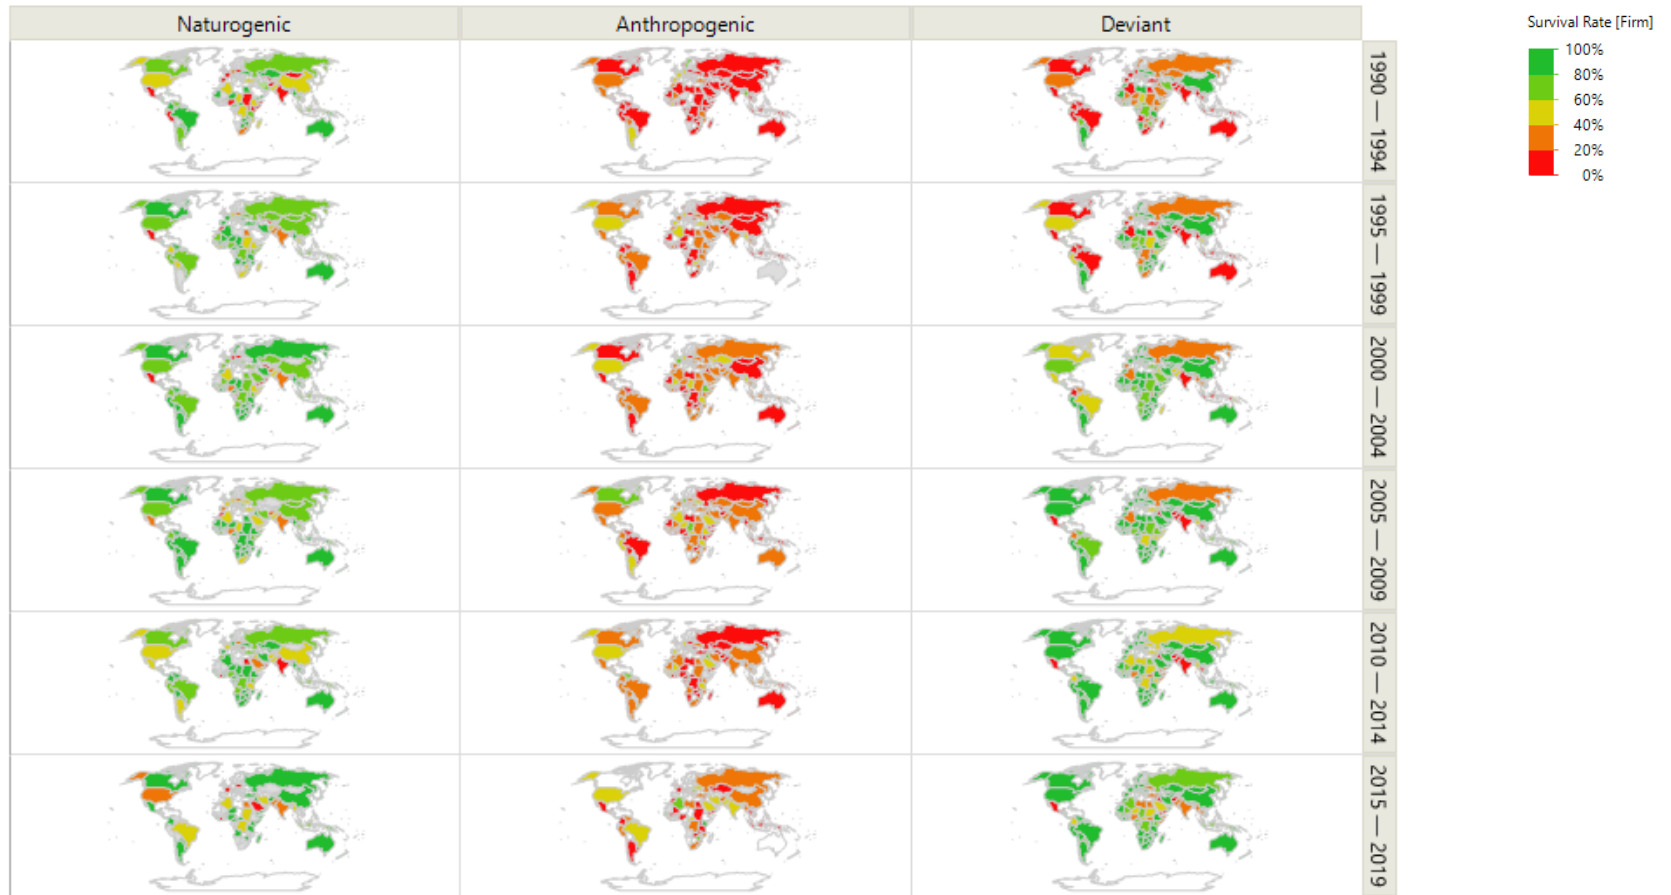 Naturogenic
Anthropogenic
Deviant
Survival Rate [Firm]
100%
80%
60%
40%
20%
0%
1990 — 1994
1995 — 1999
2000 — 2004
2005 — 2009
2010 — 2014
2015 — 2019